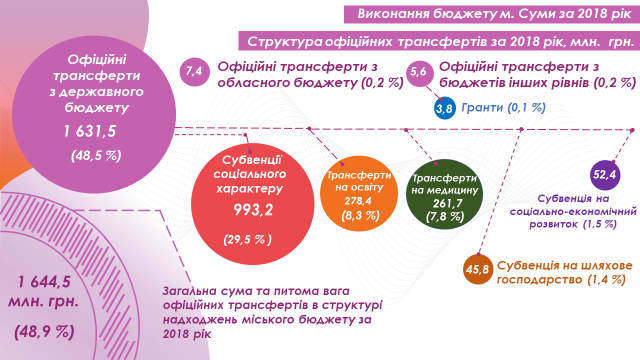 Виконання бюджету м. Суми за 2018 рік
Структура офіційних трансфертів за 2018 рік, млн. грн.
Офіційні
трансферти
з державного
бюджету
1 631,5
(48,5 %)
7,4
Офіційні трансферти з
обласного бюджету (0,2 %)
5,6
Офіційні трансферти з
бюджетів інших рівнів (0,2 %)
3,8
Гранти (0,1 %)
Субвенції
соціального
характеру
993,2
(29,5 % )
Трансферти
на освіту
278,4
(8,3 %)
Трансферти
на медицину
261,7
(7,8 %)
52,4
Субвенція на
соціально-економічний
розвиток (1,5 %)
45,8
Субвенція на шляхове
господарство (1,4 %)
1 644,5
млн. грн.
(48,9 %)
Загальна сума та питома вага
офіційних трансфертів в структурі
надходжень міського бюджету за
2018 рік